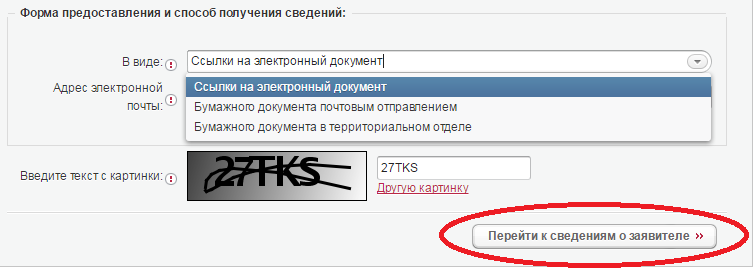 Форма предоставления и способ получения сведений:
В виде:
Ссылки на электронный документ
Ссылки на электронный документ
Адрес электронной почты:
Бумажного документа почтовым отправлением
Бумажного документа в территориальном отделе
Введите текст с картинки:
27TKS
27TKS
Другую картинку
Перейти к сведениям о заявителе »